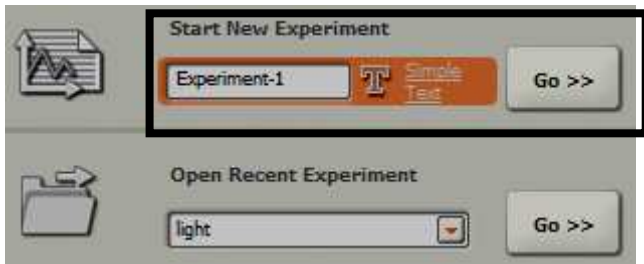 Start New Experiment
Experiment-1 T Simple Text Go >>
Open Recent Experiment
light Go >>